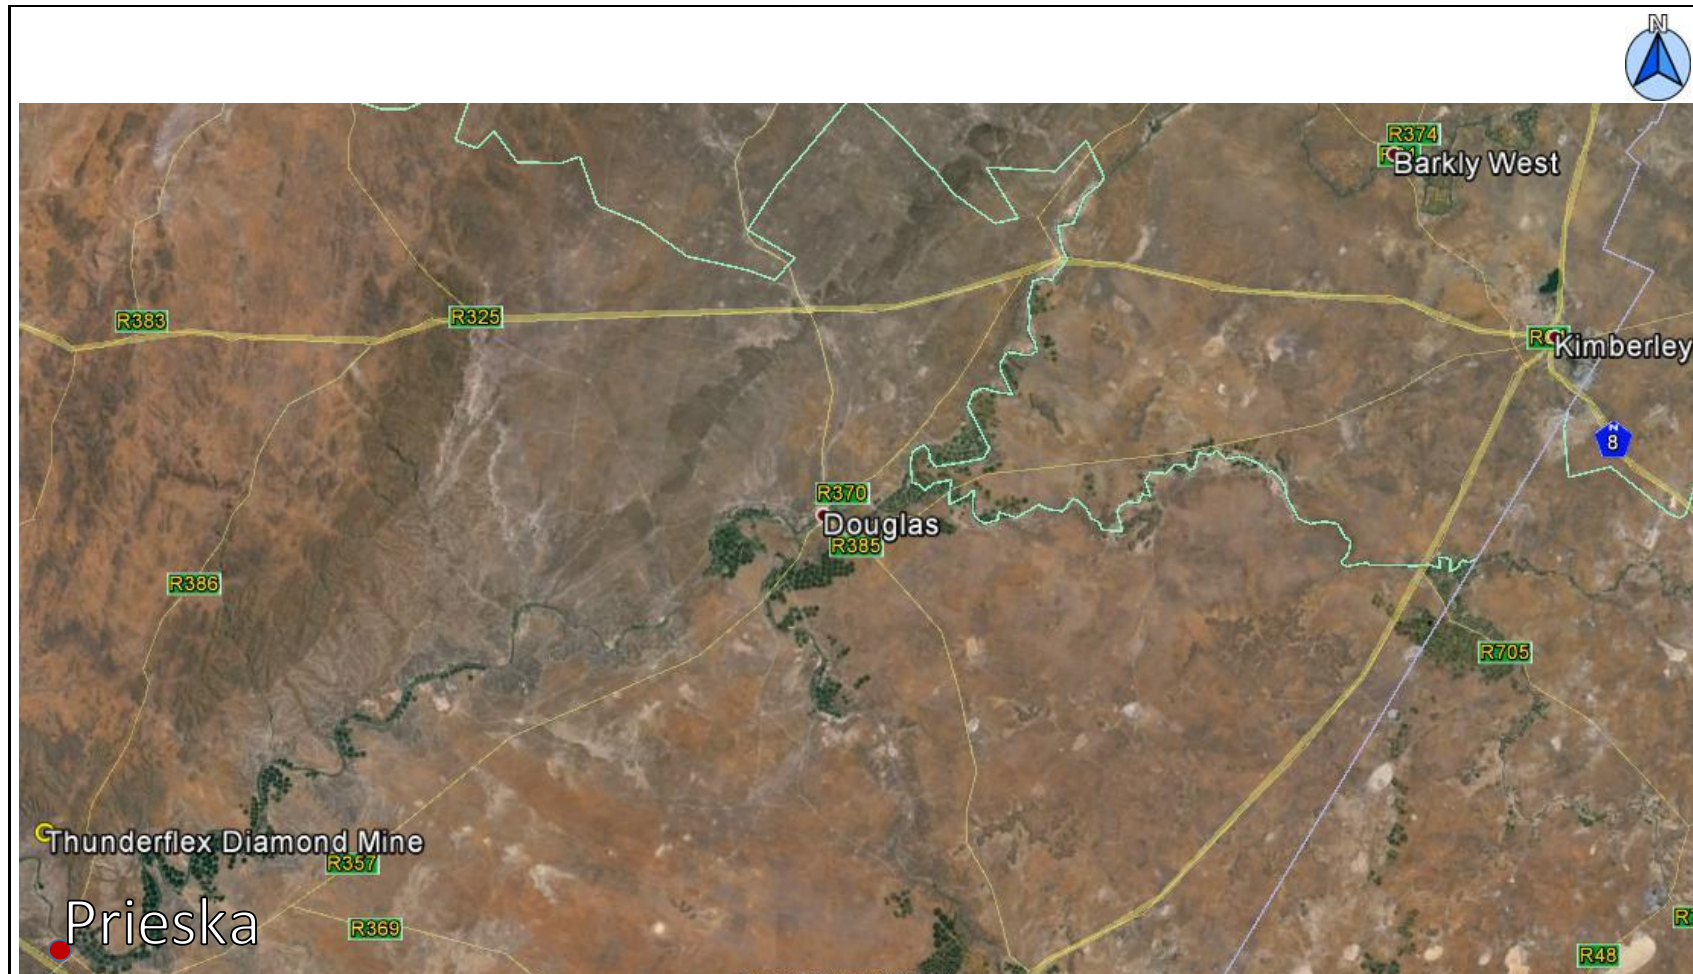 N
R374
Barkly West
R383
R325
Kimberley
N
8
R370
Douglas
R385
R386
R705
Thunderflex Diamond Mine
R357
Prieska
R369
R48